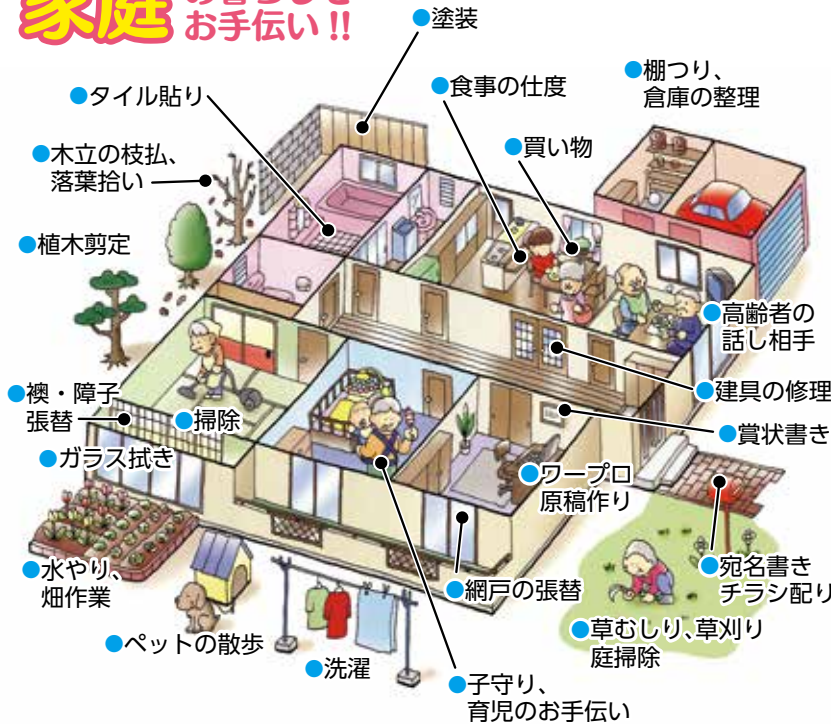 家庭
の暮らしを
お手伝い!!
●塗装
●タイル貼り
●食事の仕度
●棚つり、
倉庫の整理
●木立の枝払、
落葉拾い
●買い物
●植木剪定
●高齢者の
話し相手
●襖・障子
張替
●掃除
●建具の修理
●賞状書き
●ガラス拭き
●ワープロ
原稿作り
●水やり、
畑作業
●網戸の張替
●宛名書き
チラシ配り
●ペットの散歩
●洗濯
●草むしり、草刈り
庭掃除
●子守り、
育児のお手伝い